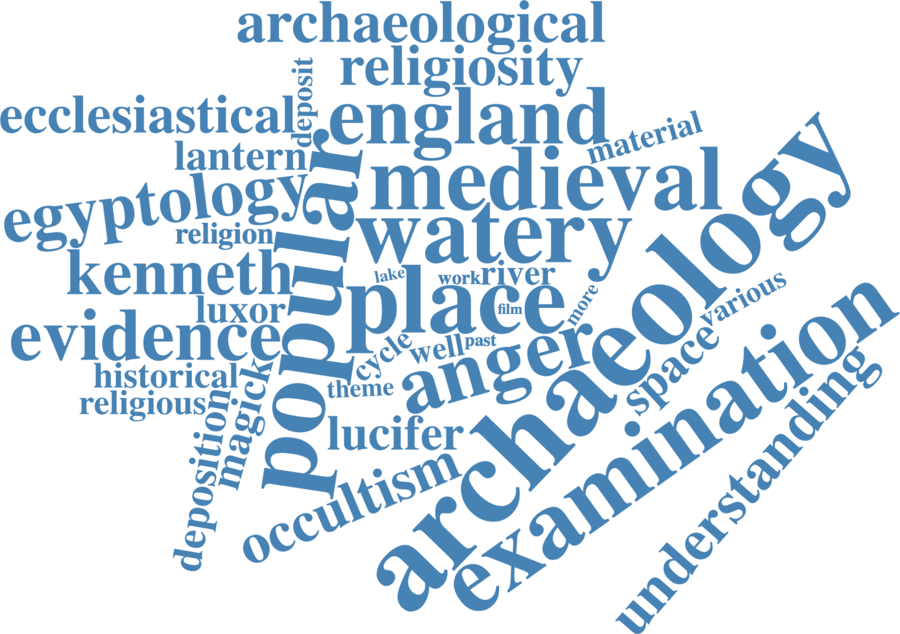 archaeological
religiosity
deposit
ecclesiastical
england
material
lantern
medieval
egyptology
popular
religion
watery
archaeology
kenneth
lake
work
river
luxor
place
film
more
various
evidence
cycle
well
past
anger
space
examination
historical
magick
theme
religious
lucifer
understanding
deposition
occultism